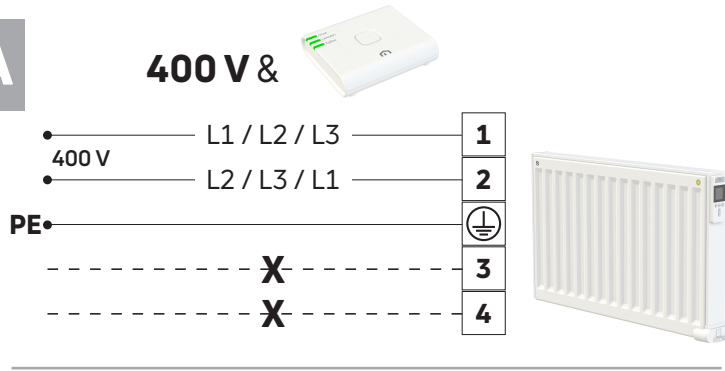 A
400 V &
L1 / L2 / L3 1
400 V
L2 / L3 / L1 2
PE
X 3
X 4